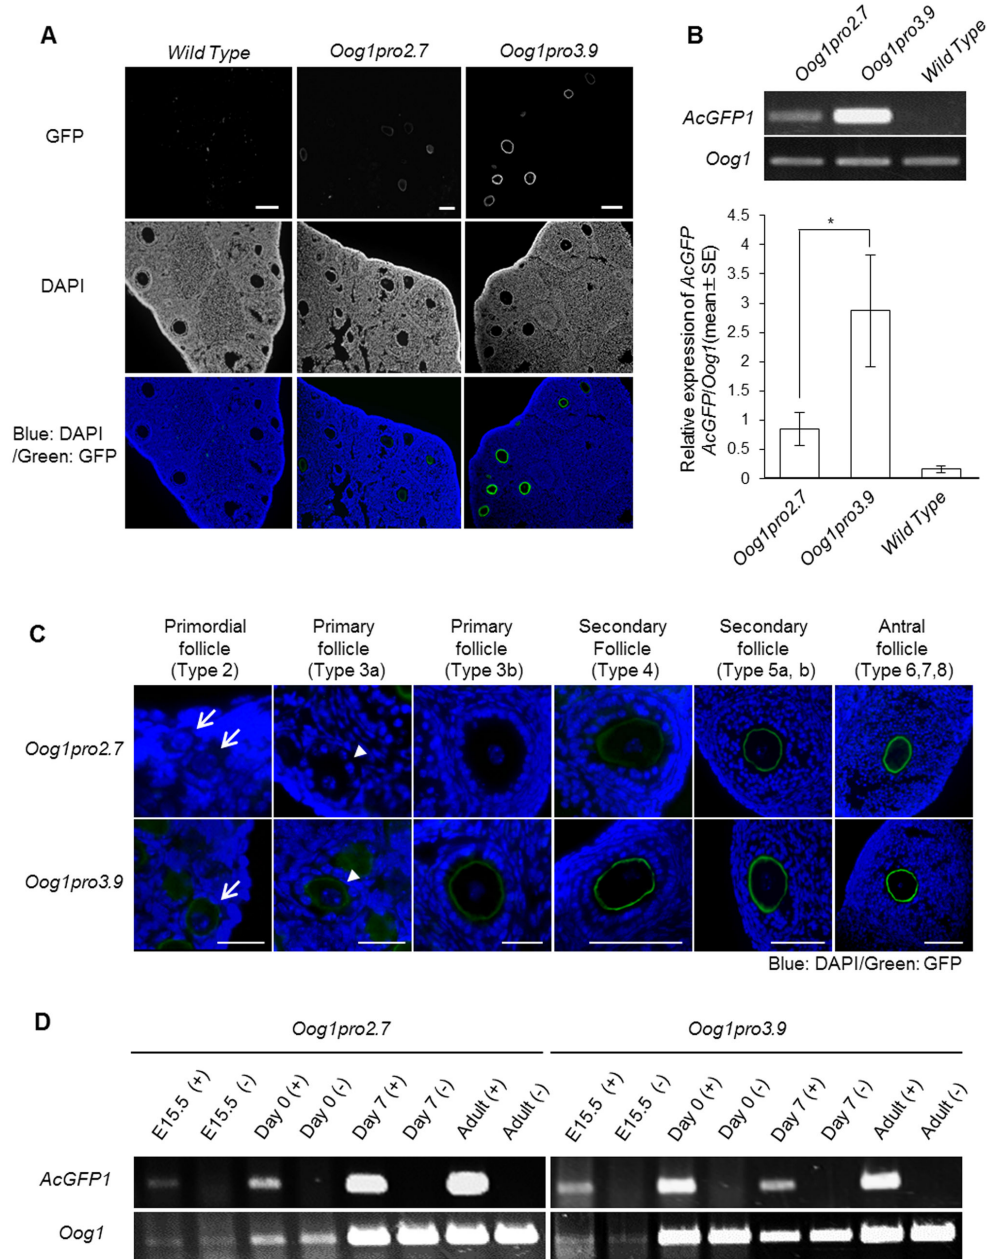 A
Wild Type
Oog1pro2.7
Oog1pro3.9
GFP
DAPI
Blue: DAPI
/Green: GFP
B
Oog1pro2.7
Oog1pro3.9
Wild Type
AcGFP1
Oog1
Relative expression of AcGFP
AcGFP/Oog1(mean±SE)
4.5
4
3.5
3
2.5
2
1.5
1
0.5
0
*
Oog1pro2.7
Oog1pro3.9
Wild Type
C
Primordial
follicle
(Type 2)
Primary
follicle
(Type 3a)
Primary
follicle
(Type 3b)
Secondary
Follicle
(Type 4)
Secondary
follicle
(Type 5a, b)
Antral
follicle
(Type 6,7,8)
Oog1pro2.7
Oog1pro3.9
Blue: DAPI/Green: GFP
D
Oog1pro2.7
Oog1pro3.9
E15.5 (+)
E15.5 (-)
Day 0 (+)
Day 0 (-)
Day 7 (+)
Day 7 (-)
Adult (+)
Adult (-)
E15.5 (+)
E15.5 (-)
Day 0 (+)
Day 0 (-)
Day 7 (+)
Day 7 (-)
Adult (+)
Adult (-)
AcGFP1
Oog1